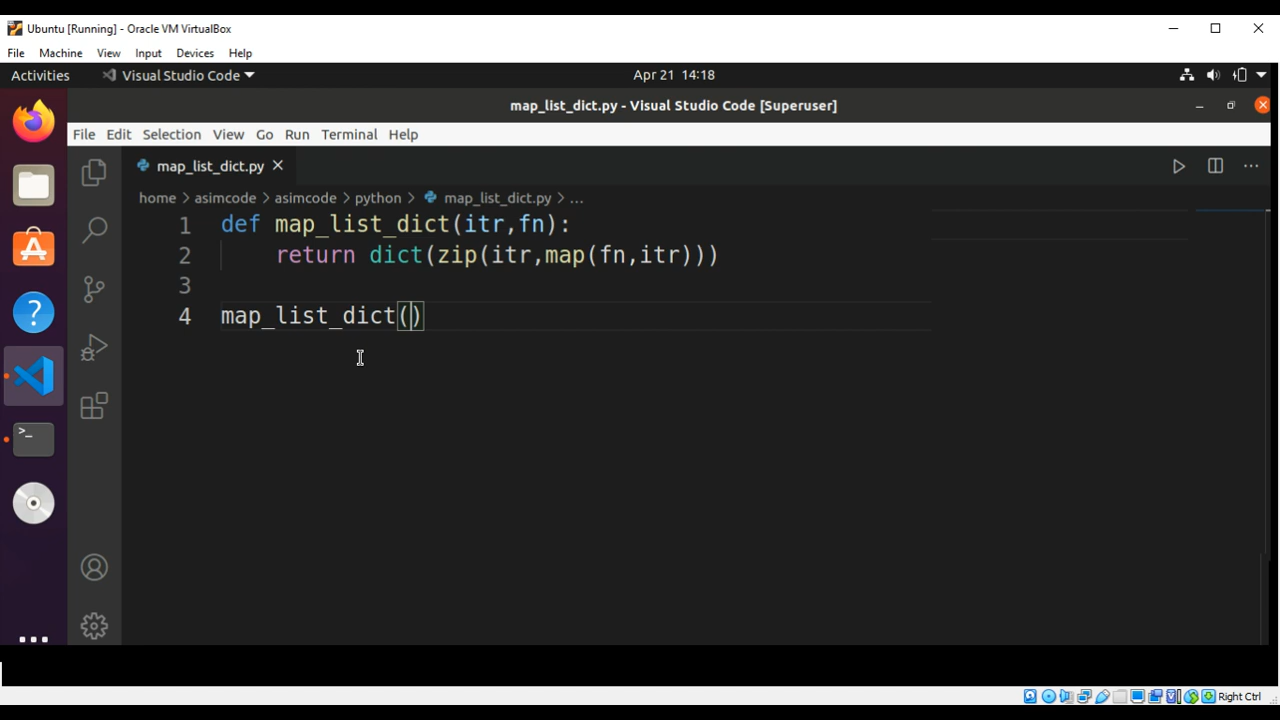 Ubuntu [Running] - Oracle VM VirtualBox
File Machine View Input Devices Help
Activities Visual Studio Code Apr 21 14:18
map_list_dict.py - Visual Studio Code [Superuser]
File Edit Selection View Go Run Terminal Help
map_list_dict.py
home > asimcode > asimcode > python > map_list_dict.py > ...
1 def map_list_dict(itr,fn):
2 return dict(zip(itr,map(fn,itr)))
3
4 map_list_dict()
Right Ctrl